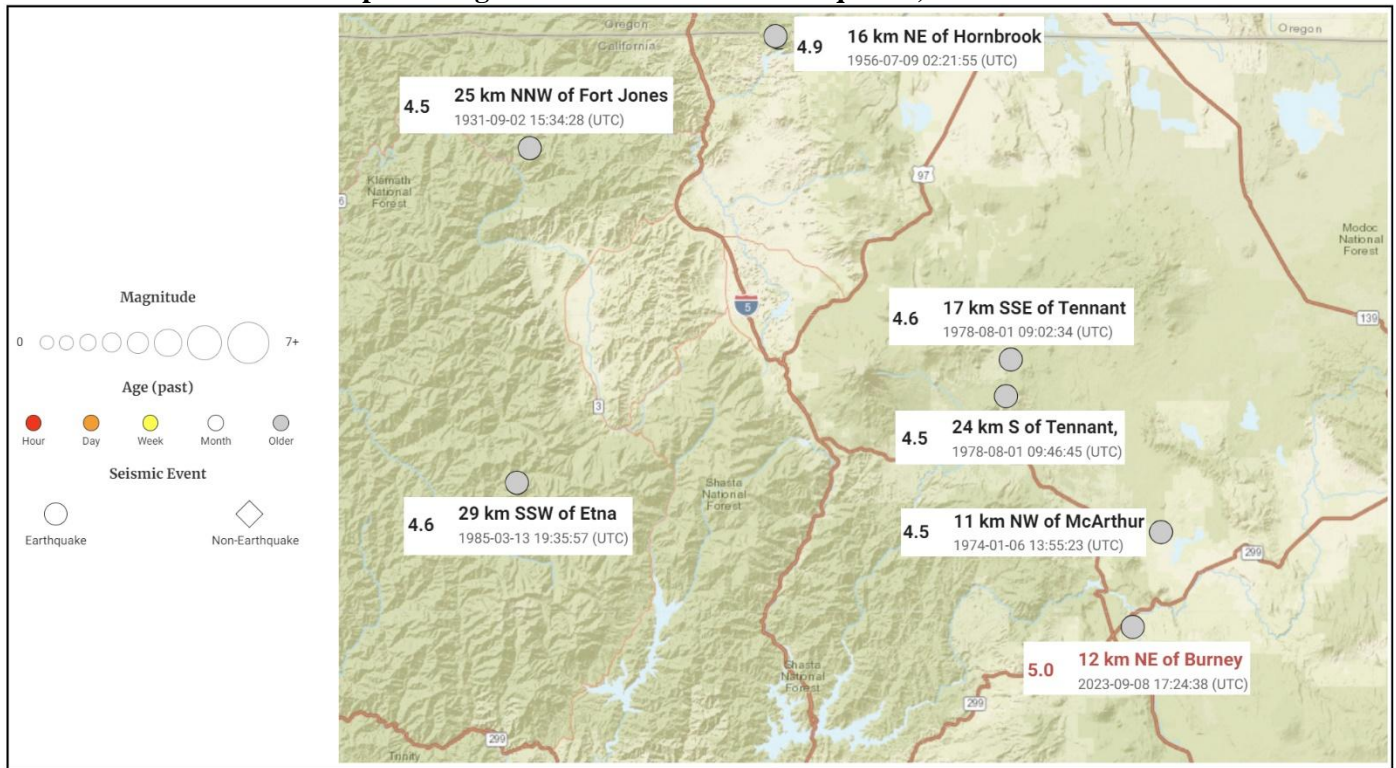 Oregon
California
Oregon
4.9 16 km NE of Hornbrook
1956-07-09 02:21:55 (UTC)
4.5 25 km NNW of Fort Jones
1931-09-02 15:34:28 (UTC)
Klamath
National
Forest
6
97
Modoc
National
Forest
Magnitude
0 7+
Age (past)
Hour Day Week Month Older
Seismic Event
Earthquake Non-Earthquake
5
4.6 17 km SSE of Tennant
1978-08-01 09:02:34 (UTC)
139
3
4.5 24 km S of Tennant,
1978-08-01 09:46:45 (UTC)
Shasta
National
Forest
4.6 29 km SSW of Etna
1985-03-13 19:35:57 (UTC)
4.5 11 km NW of McArthur
1974-01-06 13:55:23 (UTC)
299
5.0 12 km NE of Burney
2023-09-08 17:24:38 (UTC)
Shasta
National
Forest
299
299
Trinity